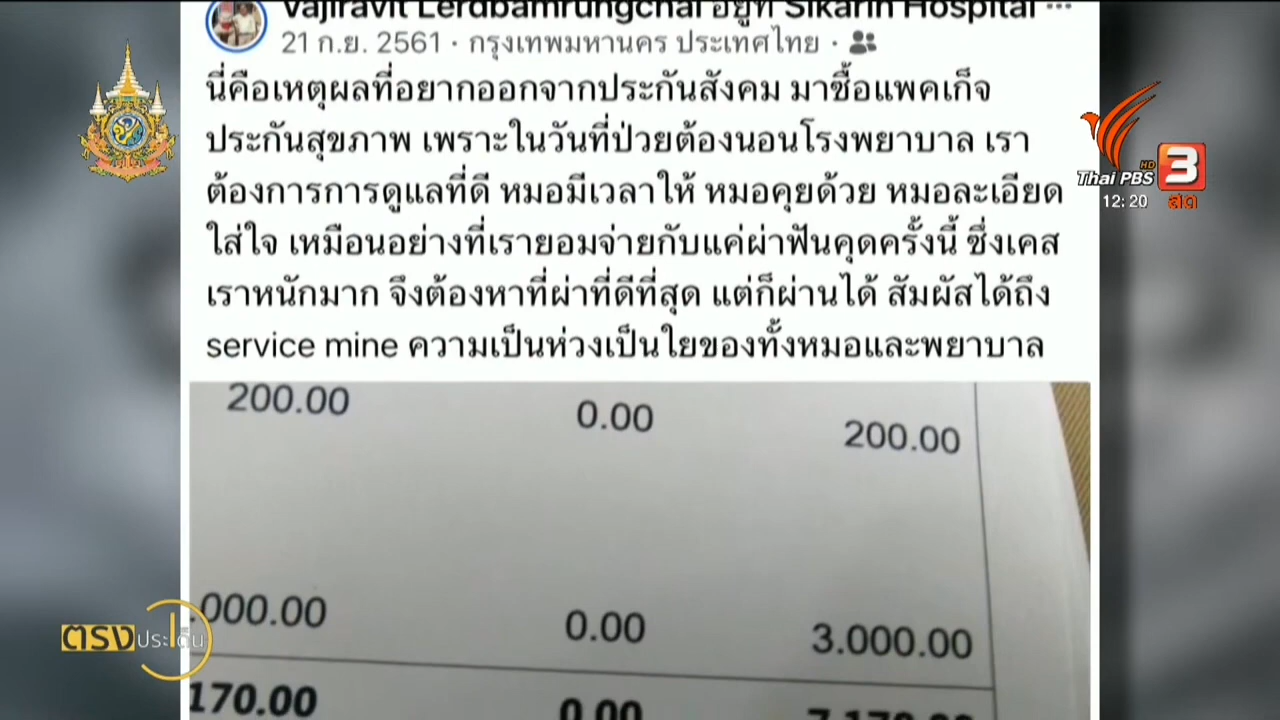 Vajiravit Lerdbamrungchai อยู่ที่ Sikarin Hospital ...
21 ก.ย. 2561 · กรุงเทพมหานคร ประเทศไทย ·
นี่คือเหตุผลที่อยากออกจากประกันสังคม มาซื้อแพคเก็จ
ประกันสุขภาพ เพราะในวันที่ป่วยต้องนอนโรงพยาบาล เรา
ต้องการการดูแลที่ดี หมอมีเวลาให้ หมอคุยด้วย หมอละเอียด
ใส่ใจ เหมือนอย่างที่เรายอมจ่ายกับแค่ผ่าฟันคุดครั้งนี้ ซึ่งเคส
เราหนักมาก จึงต้องหาที่ผ่าที่ดีที่สุด แต่ก็ผ่านได้ สัมผัสได้ถึง
service mine ความเป็นห่วงเป็นใยของทั้งหมอและพยาบาล
Thai PBS HD 3
12:20 สด
200.00 0.00 200.00
.000.00 0.00 3.000.00
170.00 0.00 7,170.00
ตรงประเด็น